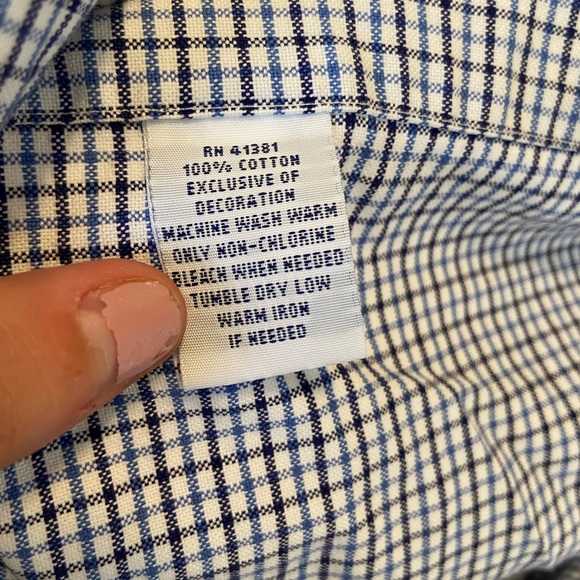 RN 41381
100% COTTON
EXCLUSIVE OF
DECORATION
MACHINE WASH WARM
ONLY NON-CHLORINE
BLEACH WHEN NEEDED
TUMBLE DRY LOW
WARM IRON
IF NEEDED